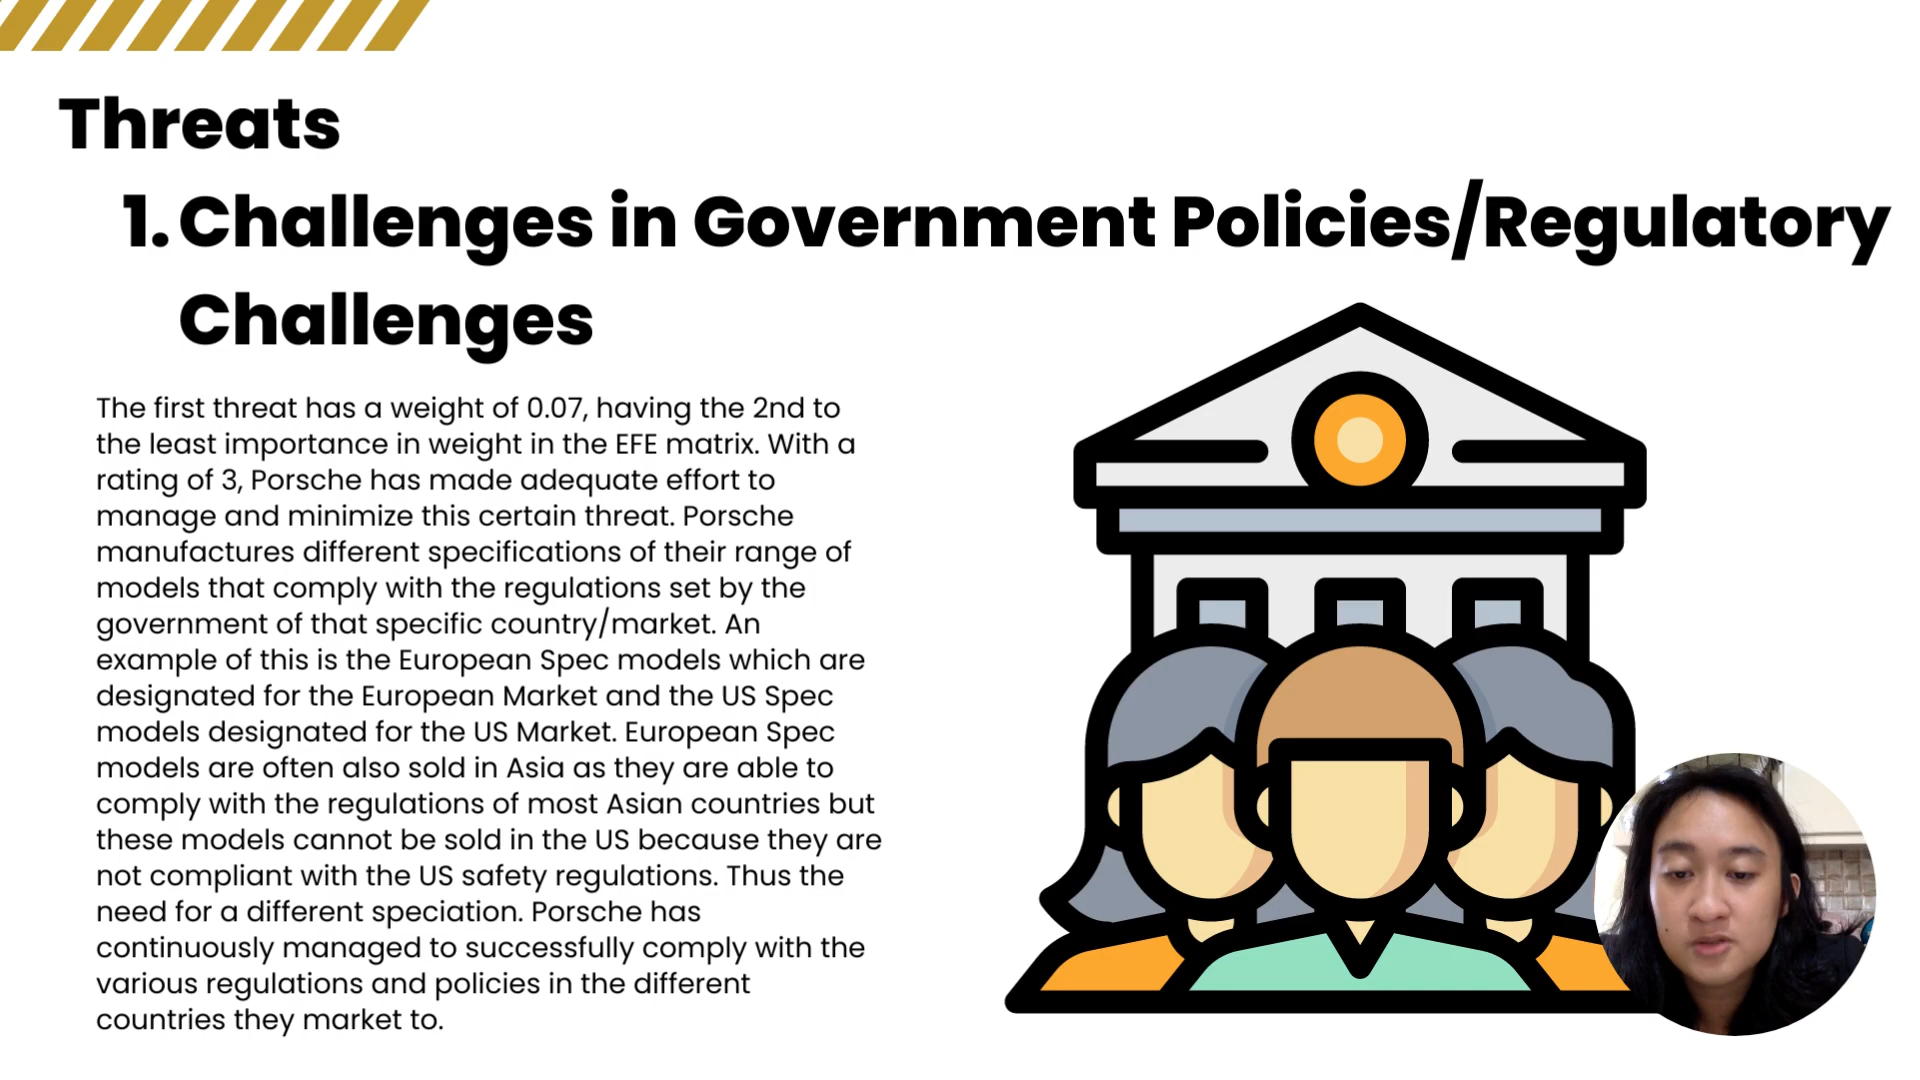 Threats
1. Challenges in Government Policies/Regulatory
Challenges
The first threat has a weight of 0.07, having the 2nd to
the least importance in weight in the EFE matrix. With a
rating of 3, Porsche has made adequate effort to
manage and minimize this certain threat. Porsche
manufactures different specifications of their range of
models that comply with the regulations set by the
government of that specific country/market. An
example of this is the European Spec models which are
designated for the European Market and the US Spec
models designated for the US Market. European Spec
models are often also sold in Asia as they are able to
comply with the regulations of most Asian countries but
these models cannot be sold in the US because they are
not compliant with the US safety regulations. Thus the
need for a different speciation. Porsche has
continuously managed to successfully comply with the
various regulations and policies in the different
countries they market to.